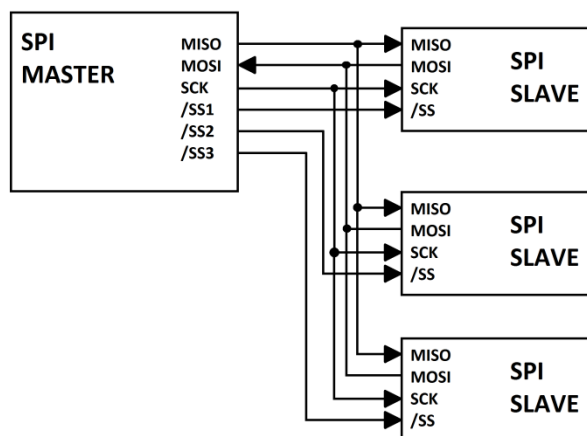 SPI
MASTER
MISO
MOSI
SCK
/SS1
/SS2
/SS3
MISO
MOSI
SCK
/SS
SPI
SLAVE
MISO
MOSI
SCK
/SS
SPI
SLAVE
MISO
MOSI
SCK
/SS
SPI
SLAVE